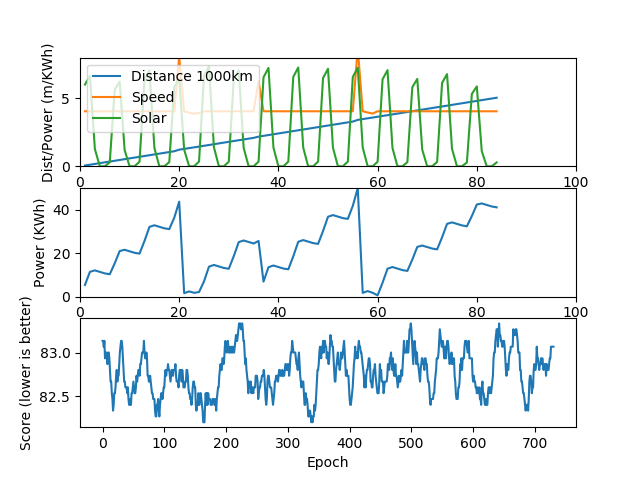 Dist/Power (m/KWh)
Distance 1000km
Speed
Solar
5
0
0 20 40 60 80 100
Power (KWh)
40
20
0
0 20 40 60 80 100
Score (lower is better)
83.0
82.5
0 100 200 300 400 500 600 700
Epoch